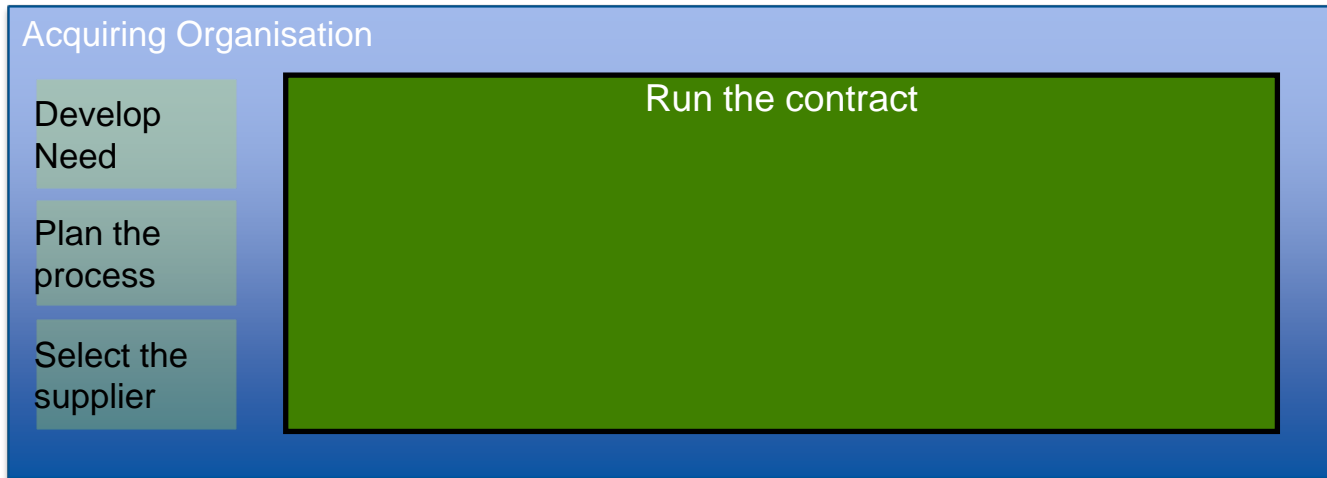 Acquiring Organisation
Develop
Need
Plan the
process
Select the
supplier
Run the contract